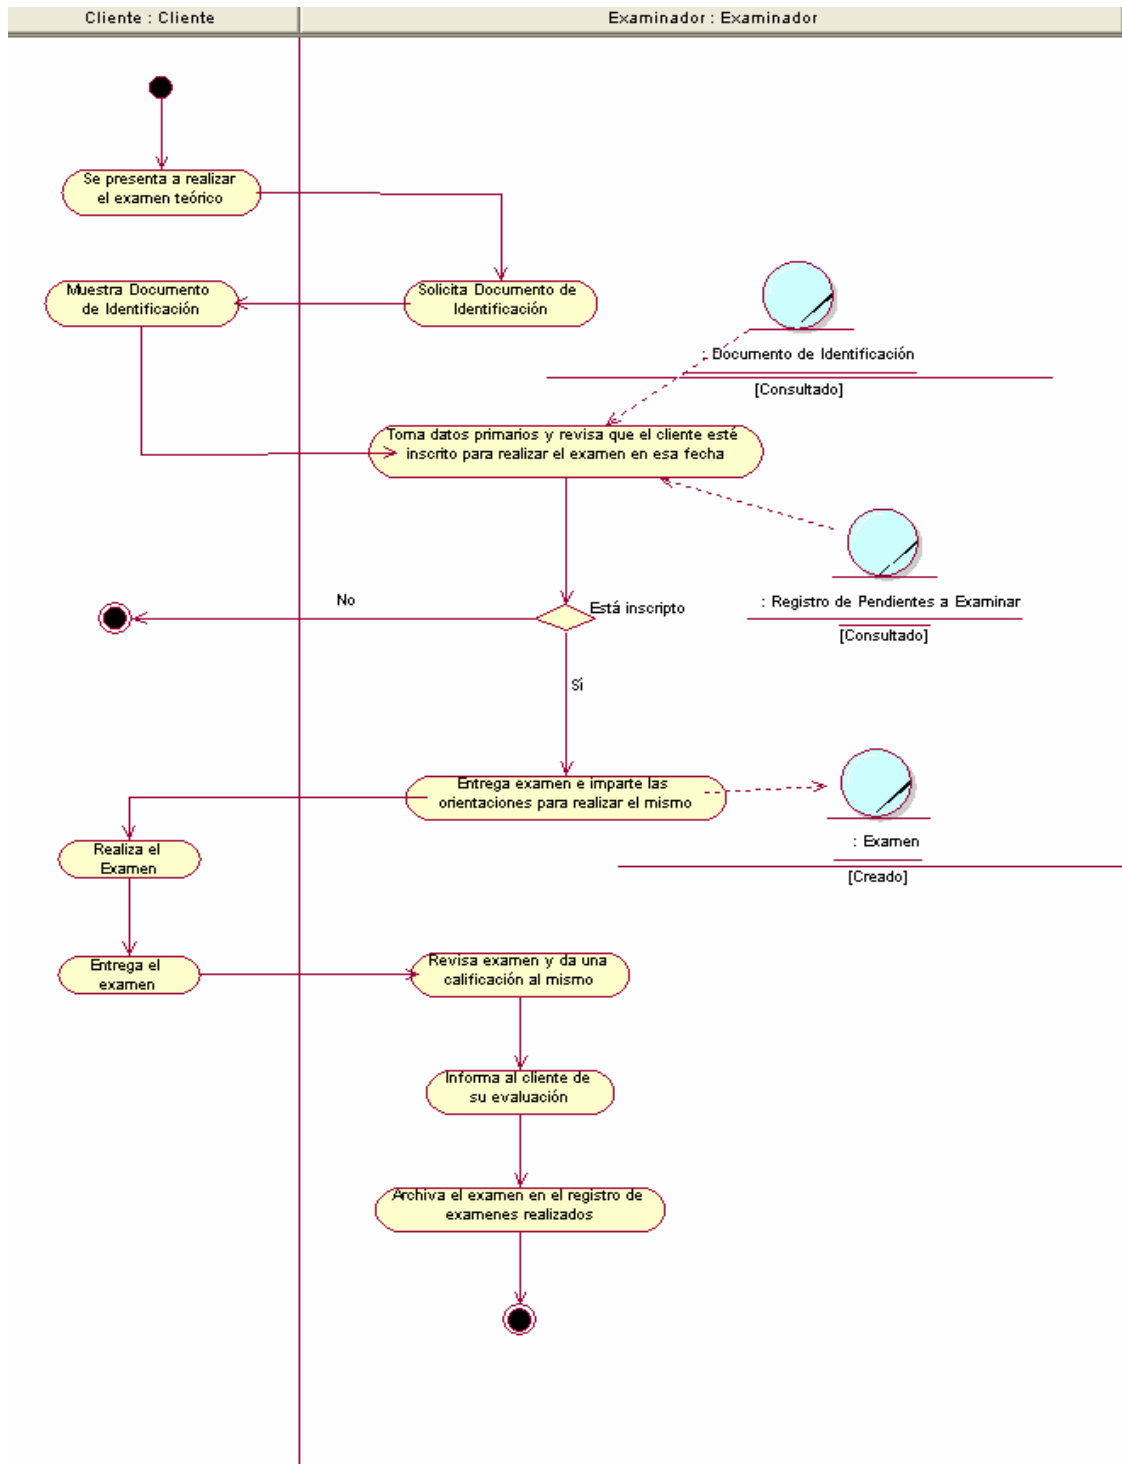 Cliente : Cliente
Examinador : Examinador
Se presenta a realizar
el examen teórico
Muestra Documento
de Identificación
Solicita Documento de
Identificación
: Documento de Identificación
[Consultado]
Toma datos primarios y revisa que el cliente esté
inscrito para realizar el examen en esa fecha
: Registro de Pendientes a Examinar
[Consultado]
No
Está inscripto
Sí
Entrega examen e imparte las
orientaciones para realizar el mismo
: Examen
[Creado]
Realiza el
Examen
Entrega el
examen
Revisa examen y da una
calificación al mismo
Informa al cliente de
su evaluación
Archiva el examen en el registro de
examenes realizados